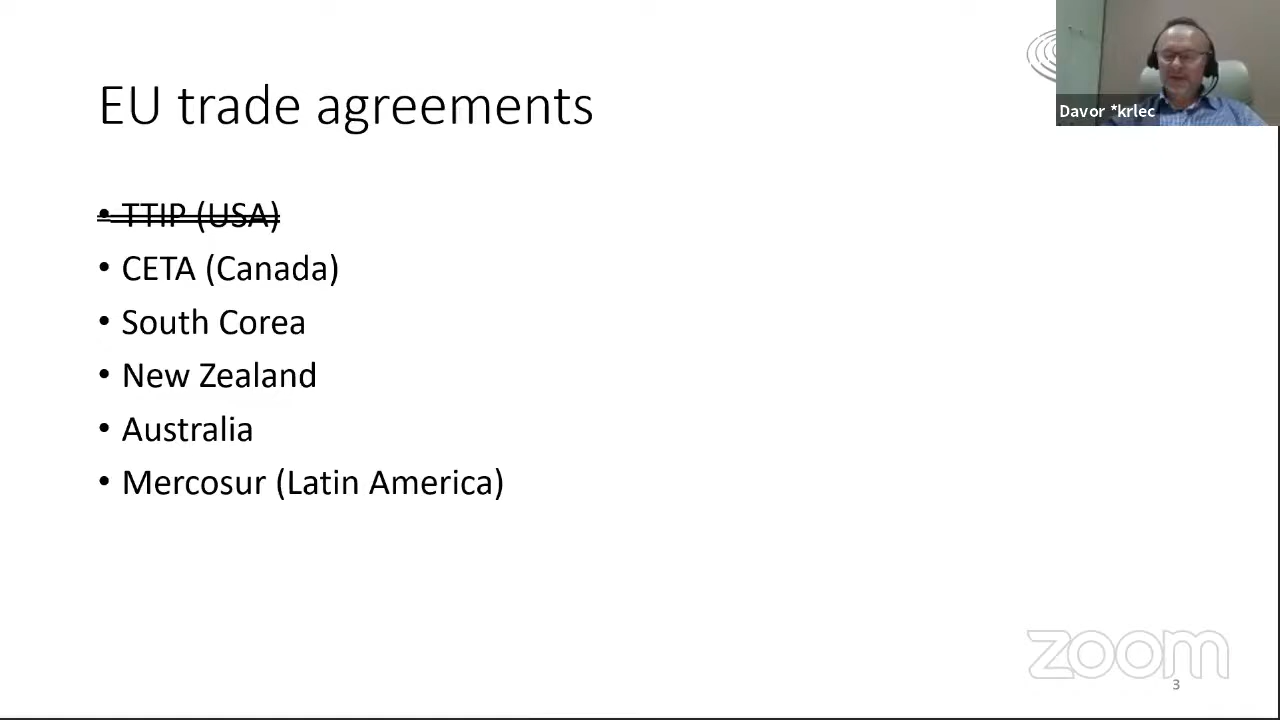 EU trade agreements
Davor *krlec
• TTIP (USA)
• CETA (Canada)
• South Corea
• New Zealand
• Australia
• Mercosur (Latin America)
zoom
3